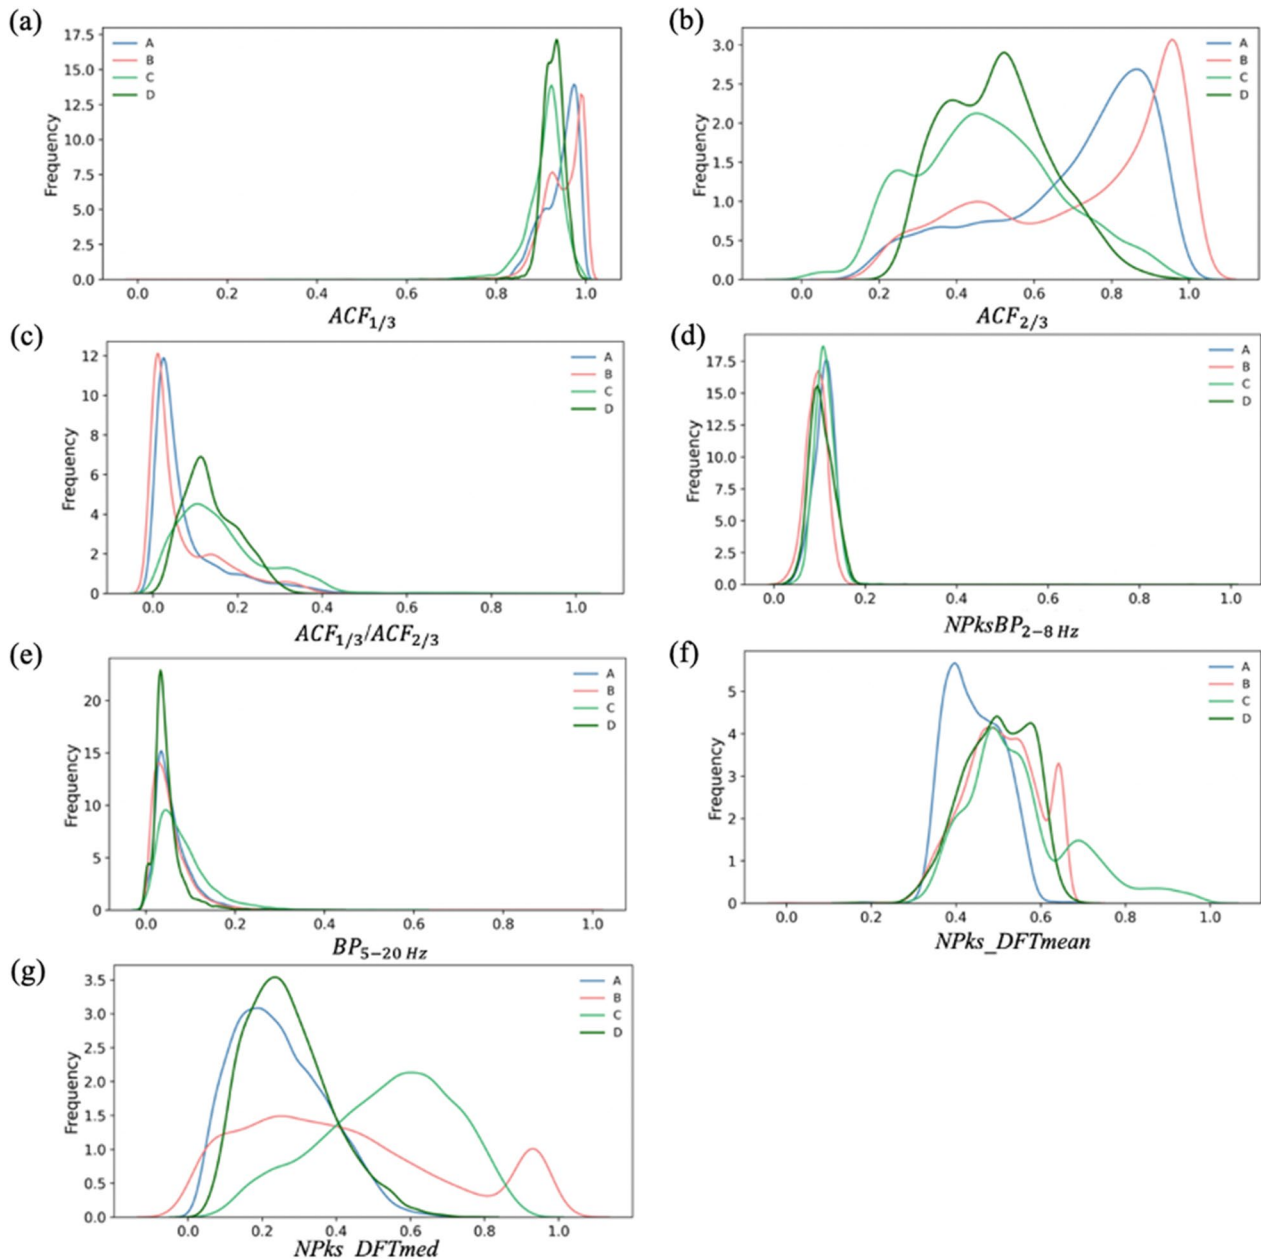 (a)
17.5
15.0
12.5
10.0
7.5
5.0
2.5
0.0
Frequency
A
B
C
D
0.0 0.2 0.4 0.6 0.8 1.0
ACF1/3
(b)
3.0
2.5
2.0
1.5
1.0
0.5
0.0
Frequency
A
B
C
D
0.0 0.2 0.4 0.6 0.8 1.0
ACF2/3
(c)
12
10
8
6
4
2
0
Frequency
A
B
C
D
0.0 0.2 0.4 0.6 0.8 1.0
ACF1/3/ACF2/3
(d)
17.5
15.0
12.5
10.0
7.5
5.0
2.5
0.0
Frequency
A
B
C
D
0.0 0.2 0.4 0.6 0.8 1.0
NPksBP2−8 Hz
(e)
20
15
10
5
0
Frequency
A
B
C
D
0.0 0.2 0.4 0.6 0.8 1.0
BP5−20 Hz
(f)
5
4
3
2
1
0
Frequency
A
B
C
D
0.0 0.2 0.4 0.6 0.8 1.0
NPks_DFTmean
(g)
3.5
3.0
2.5
2.0
1.5
1.0
0.5
0.0
Frequency
A
B
C
D
0.0 0.2 0.4 0.6 0.8 1.0
NPks_DFTmed